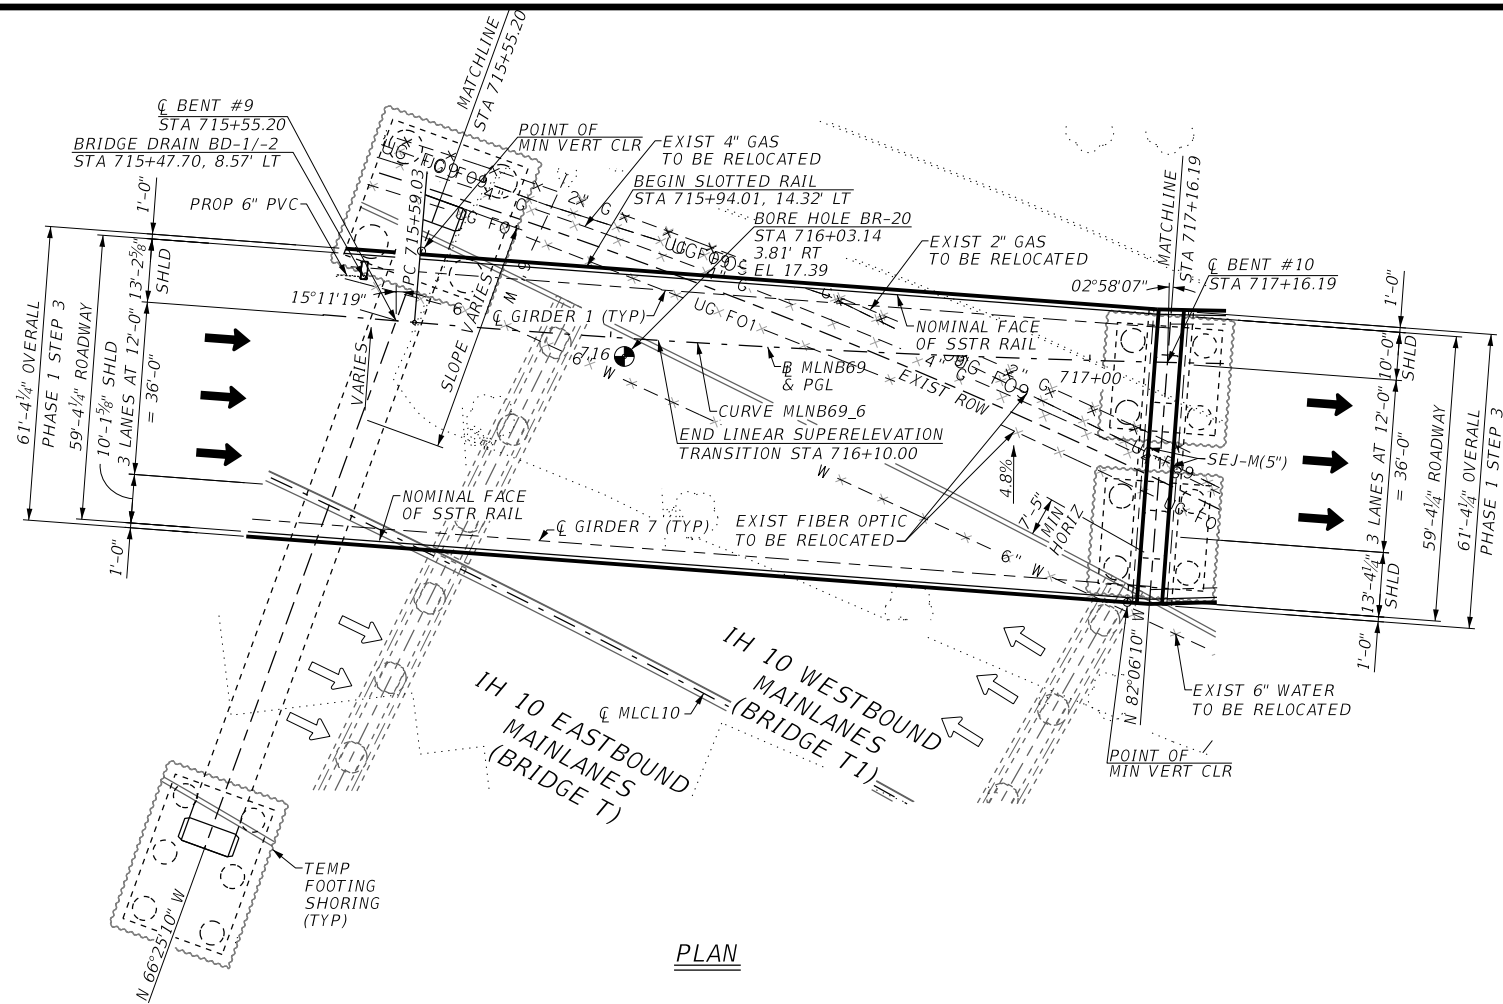 MATCHLINE
STA 715+55.20
℄ BENT #9
STA 715+55.20
BRIDGE DRAIN BD-1/-2
STA 715+47.70, 8.57' LT
PROP 6" PVC
POINT OF
MIN VERT CLR
EXIST 4" GAS
TO BE RELOCATED
BEGIN SLOTTED RAIL
STA 715+94.01, 14.32' LT
BORE HOLE BR-20
STA 716+03.14
3.81' RT
EL 17.39
EXIST 2" GAS
TO BE RELOCATED
MATCHLINE
STA 717+16.19
℄ BENT #10
STA 717+16.19
02°58'07"
15°11'19"
PC 715+59.03
℄ GIRDER 1 (TYP)
NOMINAL FACE
OF SSTR RAIL
UG FO1
UG FO1
EXIST ROW
716
717+00
℄ MLNB69
& PGL
CURVE MLNB69_6
END LINEAR SUPERELEVATION
TRANSITION STA 716+10.00
VARIES
SLOPE VARIES
4.8%
SEJ-M(5")
7'-5"
MIN
HORIZ
EXIST FIBER OPTIC
TO BE RELOCATED
NOMINAL FACE
OF SSTR RAIL
℄ GIRDER 7 (TYP)
6" W
W
W
1'-0"
13'-2⅝"
SHLD
3 LANES AT 12'-0"
= 36'-0"
10'-1⅝" SHLD
1'-0"
59'-4¼" ROADWAY
61'-4¼" OVERALL
PHASE 1 STEP 3
1'-0"
10'-0"
SHLD
3 LANES AT 12'-0"
= 36'-0"
13'-4¼"
SHLD
1'-0"
59'-4¼" ROADWAY
61'-4¼" OVERALL
PHASE 1 STEP 3
IH 10 EASTBOUND
MAINLANES
(BRIDGE T)
IH 10 WESTBOUND
MAINLANES
(BRIDGE T1)
℄ MLCL10
N 82°06'10" W
EXIST 6" WATER
TO BE RELOCATED
POINT OF
MIN VERT CLR
TEMP
FOOTING
SHORING
(TYP)
N 66°25'10" W
PLAN